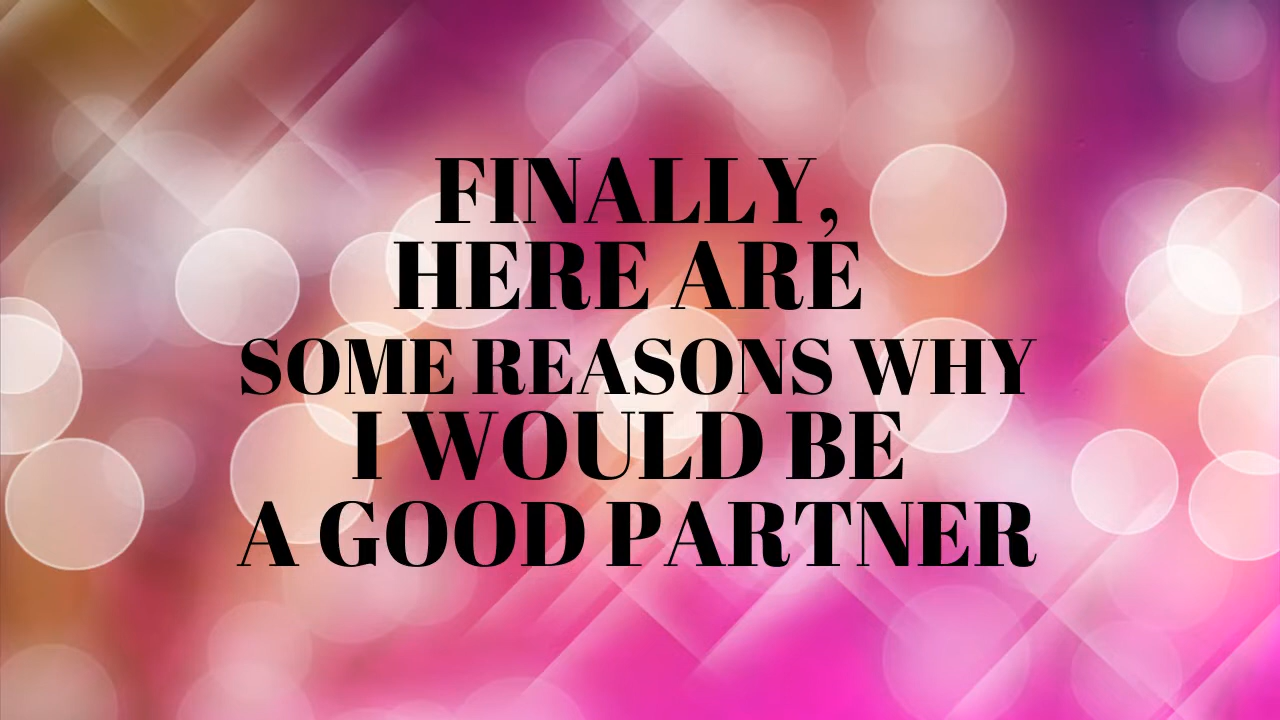 FINALLY,
HERE ARE
SOME REASONS WHY
I WOULD BE
A GOOD PARTNER